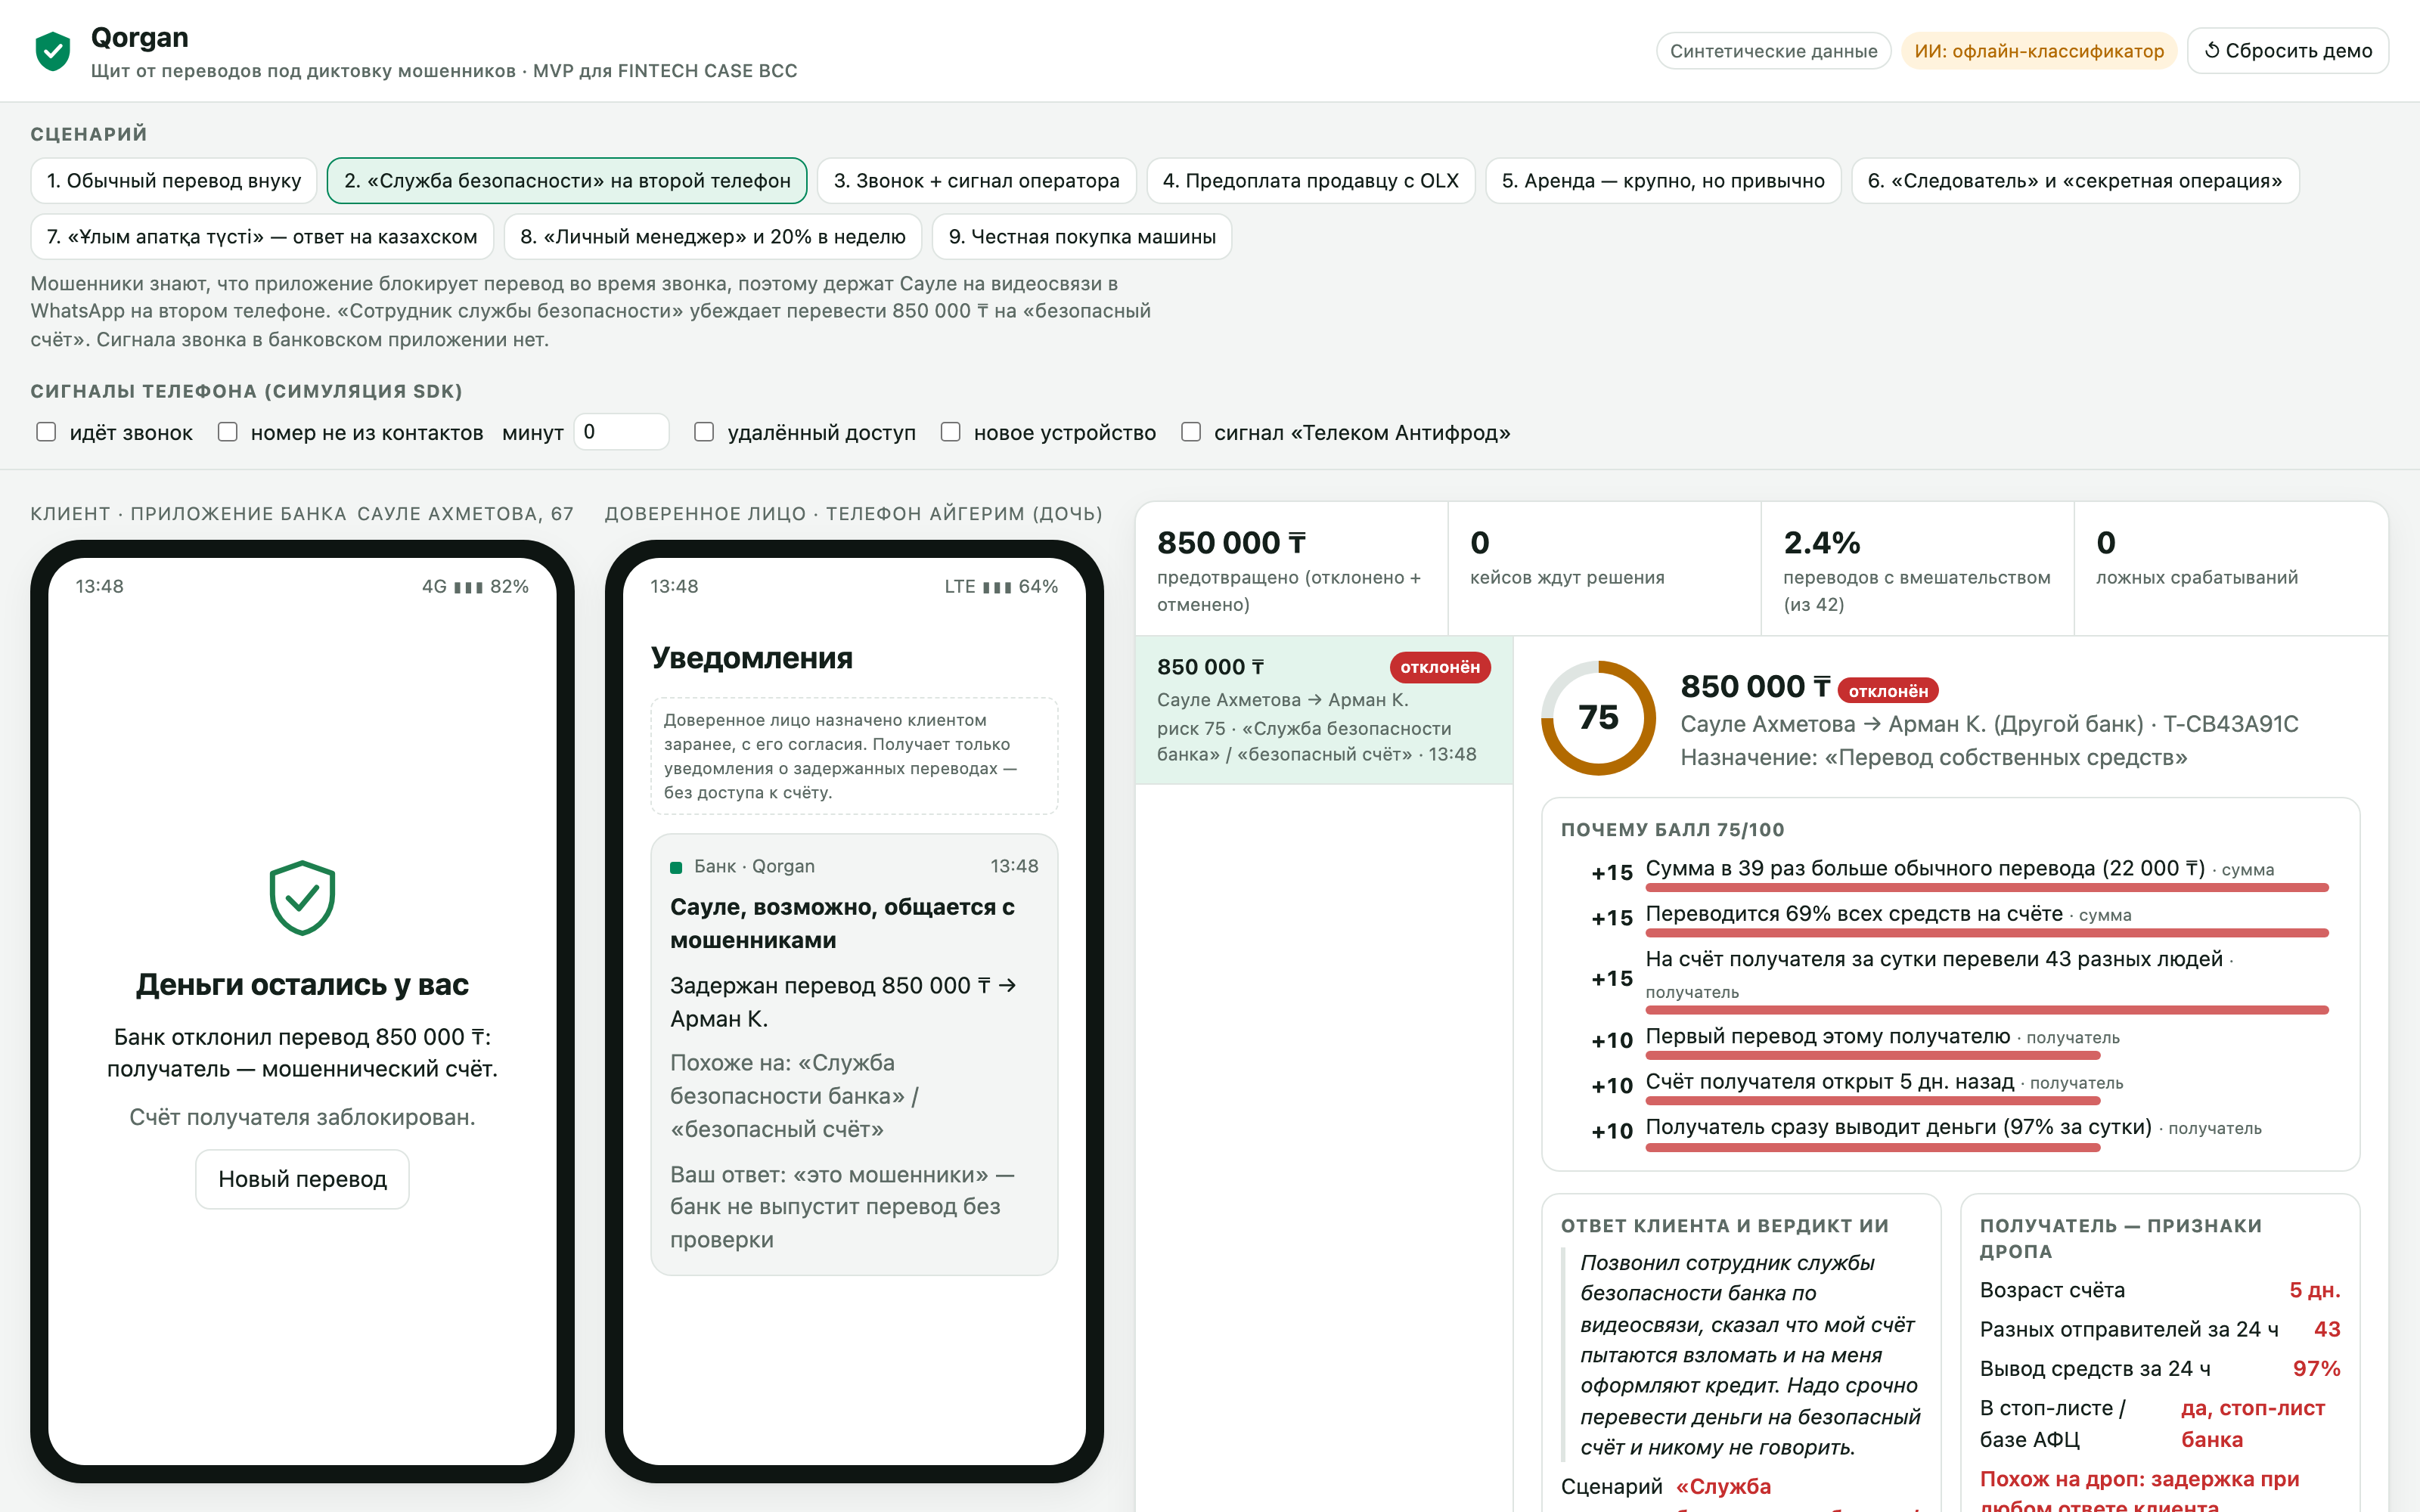 Qorgan
Щит от переводов под диктовку мошенников · MVP для FINTECH CASE BCC
Синтетические данные
ИИ: офлайн-классификатор
Сбросить демо
СЦЕНАРИЙ
1. Обычный перевод внуку
2. «Служба безопасности» на второй телефон
3. Звонок + сигнал оператора
4. Предоплата продавцу с OLX
5. Аренда — крупно, но привычно
6. «Следователь» и «секретная операция»
7. «Ұлым апатқа түсті» — ответ на казахском
8. «Личный менеджер» и 20% в неделю
9. Честная покупка машины
Мошенники знают, что приложение блокирует перевод во время звонка, поэтому держат Сауле на видеосвязи в
WhatsApp на втором телефоне. «Сотрудник службы безопасности» убеждает перевести 850 000 ₸ на «безопасный
счёт». Сигнала звонка в банковском приложении нет.
СИГНАЛЫ ТЕЛЕФОНА (СИМУЛЯЦИЯ SDK)
идёт звонок
номер не из контактов
минут 0
удалённый доступ
новое устройство
сигнал «Телеком Антифрод»
КЛИЕНТ · ПРИЛОЖЕНИЕ БАНКА САУЛЕ АХМЕТОВА, 67
13:48
4G 82%
Деньги остались у вас
Банк отклонил перевод 850 000 ₸:
получатель — мошеннический счёт.
Счёт получателя заблокирован.
Новый перевод
ДОВЕРЕННОЕ ЛИЦО · ТЕЛЕФОН АЙГЕРИМ (ДОЧЬ)
13:48
LTE 64%
Уведомления
Доверенное лицо назначено клиентом
заранее, с его согласия. Получает только
уведомления о задержанных переводах —
без доступа к счёту.
Банк · Qorgan 13:48
Сауле, возможно, общается с
мошенниками
Задержан перевод 850 000 ₸ →
Арман К.
Похоже на: «Служба
безопасности банка» /
«безопасный счёт»
Ваш ответ: «это мошенники» —
банк не выпустит перевод без
проверки
850 000 ₸
предотвращено (отклонено +
отменено)
0
кейсов ждут решения
2.4%
переводов с вмешательством
(из 42)
0
ложных срабатываний
850 000 ₸ отклонён
Сауле Ахметова → Арман К.
риск 75 · «Служба безопасности
банка» / «безопасный счёт» · 13:48
75
850 000 ₸ отклонён
Сауле Ахметова → Арман К. (Другой банк) · T-CB43A91C
Назначение: «Перевод собственных средств»
ПОЧЕМУ БАЛЛ 75/100
+15 Сумма в 39 раз больше обычного перевода (22 000 ₸) · сумма
+15 Переводится 69% всех средств на счёте · сумма
+15 На счёт получателя за сутки перевели 43 разных людей ·
получатель
+10 Первый перевод этому получателю · получатель
+10 Счёт получателя открыт 5 дн. назад · получатель
+10 Получатель сразу выводит деньги (97% за сутки) · получатель
ОТВЕТ КЛИЕНТА И ВЕРДИКТ ИИ
Позвонил сотрудник службы
безопасности банка по
видеосвязи, сказал что мой счёт
пытаются взломать и на меня
оформляют кредит. Надо срочно
перевести деньги на безопасный
счёт и никому не говорить.
Сценарий «Служба
ПОЛУЧАТЕЛЬ — ПРИЗНАКИ
ДРОПА
Возраст счёта 5 дн.
Разных отправителей за 24 ч 43
Вывод средств за 24 ч 97%
В стоп-листе / да, стоп-лист
базе АФЦ банка
Похож на дроп: задержка при
любом ответе клиента